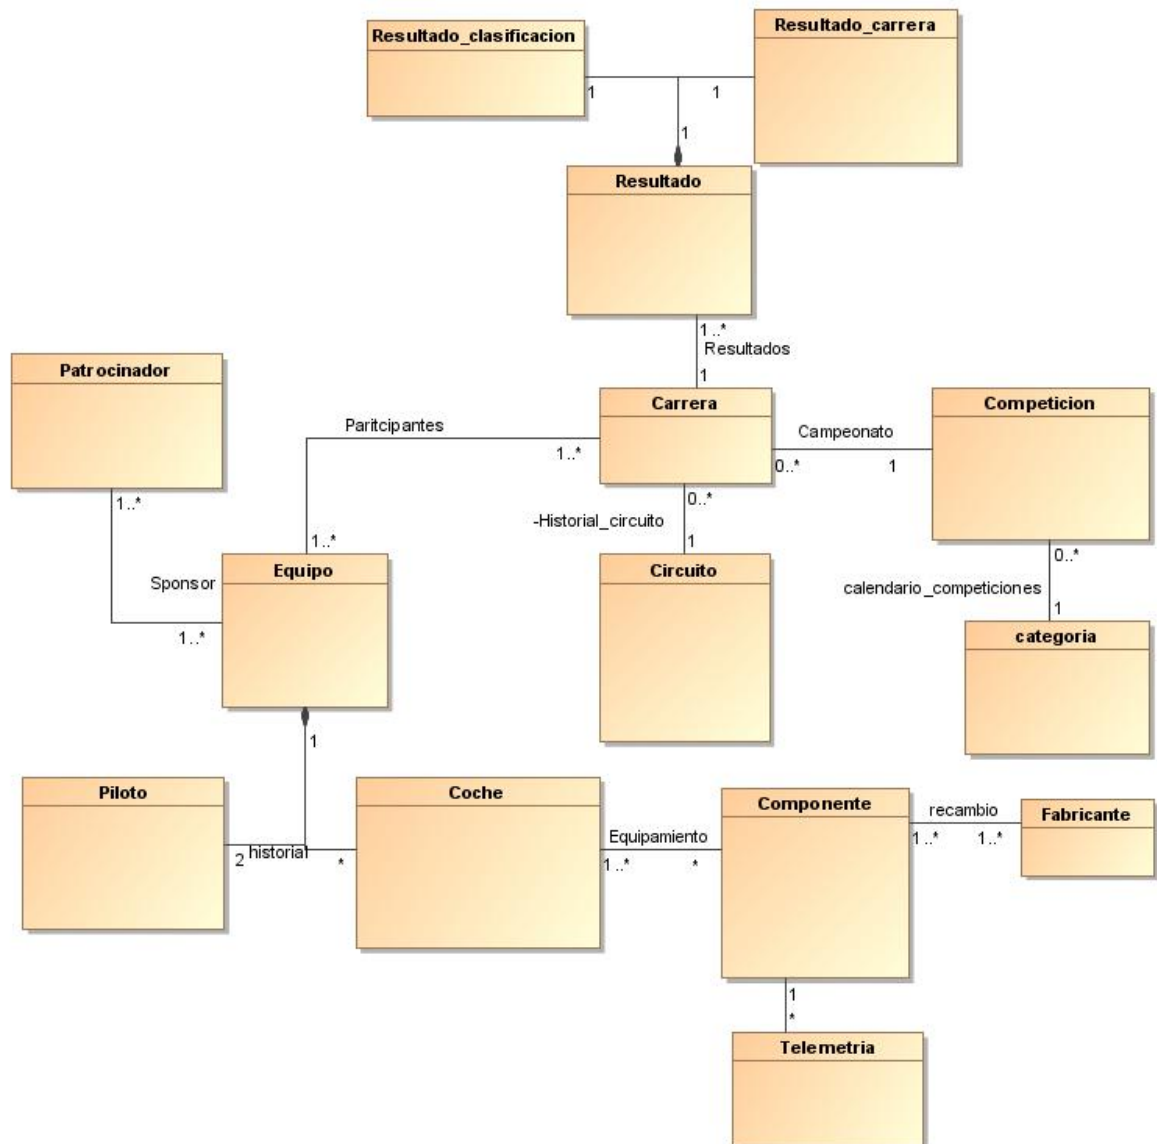 Resultado_clasificacion
Resultado_carrera
1
1
1
Resultado
1..*
Resultados
1
Patrocinador
Carrera
Competicion
Paritcipantes
Campeonato
1..*
0..*
1
1..*
0..*
-Historial_circuito
1..*
1
0..*
Equipo
Circuito
Sponsor
calendario_competiciones
1
1..*
categoria
1
Piloto
Coche
Componente
recambio
Fabricante
Equipamiento
1..*
1..*
historial
2
*
1..*
*
1
*
Telemetria